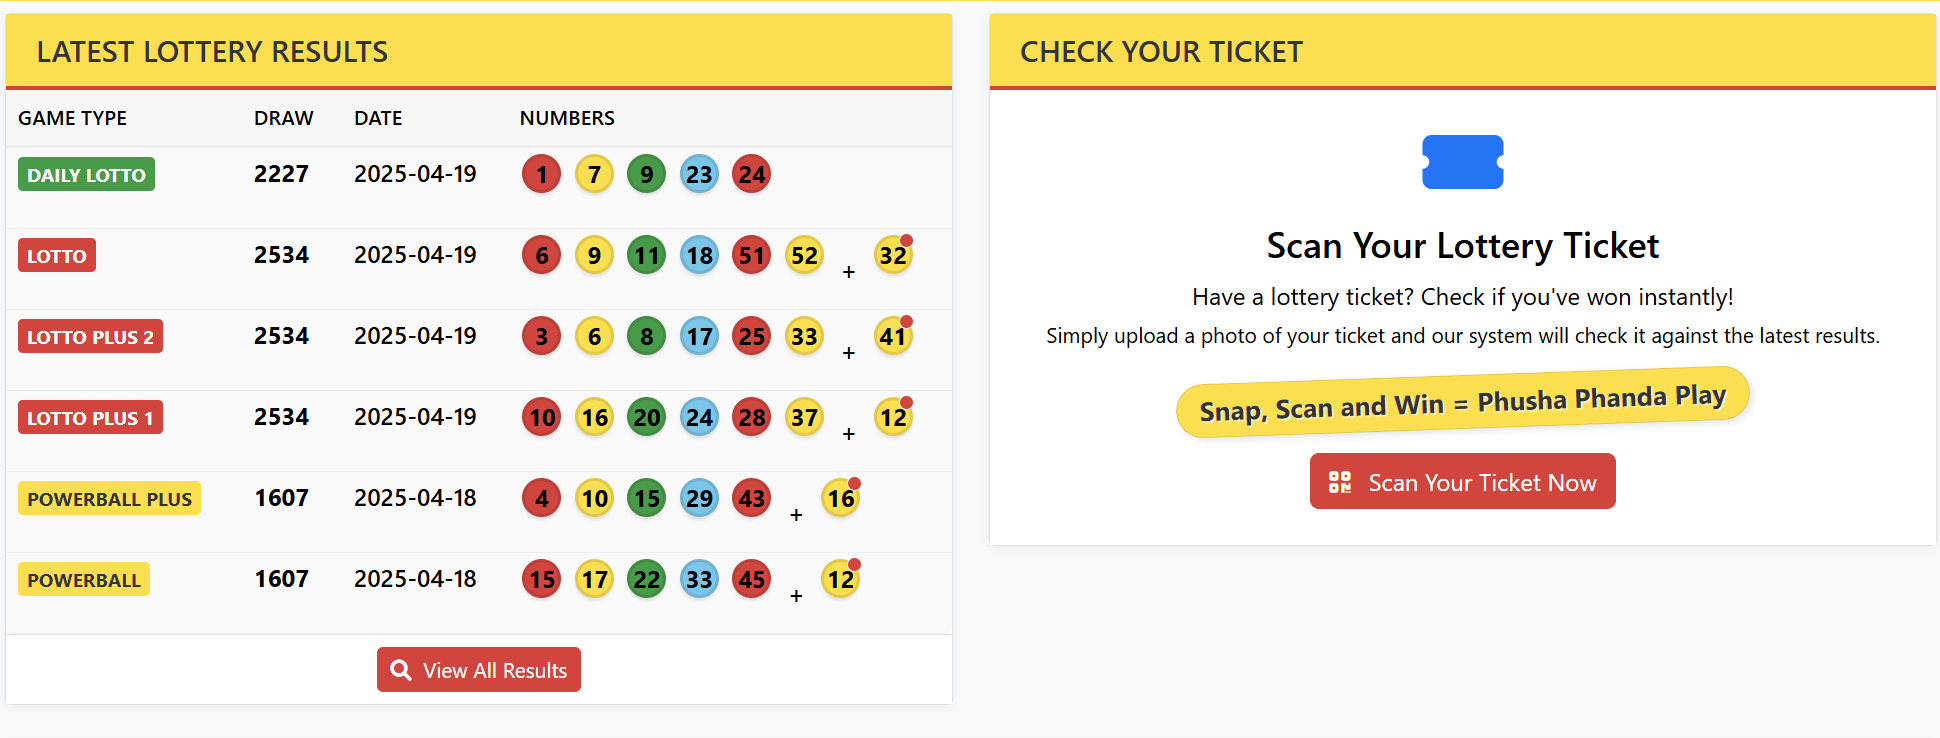 LATEST LOTTERY RESULTS
GAME TYPE DRAW DATE NUMBERS
DAILY LOTTO 2227 2025-04-19 1 7 9 23 24
LOTTO 2534 2025-04-19 6 9 11 18 51 52 + 32
LOTTO PLUS 2 2534 2025-04-19 3 6 8 17 25 33 + 41
LOTTO PLUS 1 2534 2025-04-19 10 16 20 24 28 37 + 12
POWERBALL PLUS 1607 2025-04-18 4 10 15 29 43 + 16
POWERBALL 1607 2025-04-18 15 17 22 33 45 + 12
View All Results
CHECK YOUR TICKET
Scan Your Lottery Ticket
Have a lottery ticket? Check if you've won instantly!
Simply upload a photo of your ticket and our system will check it against the latest results.
Snap, Scan and Win = Phusha Phanda Play
Scan Your Ticket Now